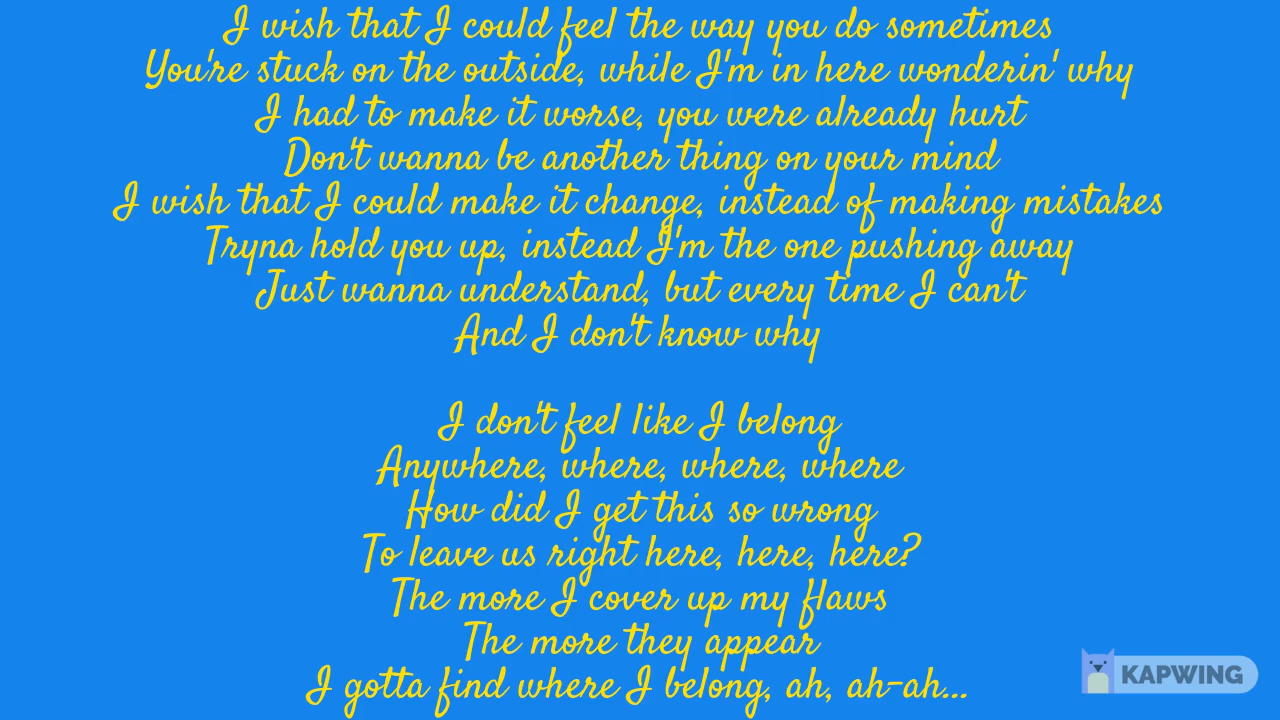 I wish that I could feel the way you do sometimes
You're stuck on the outside, while I'm in here wonderin' why
I had to make it worse, you were already hurt
Don't wanna be another thing on your mind
I wish that I could make it change, instead of making mistakes
Tryna hold you up, instead I'm the one pushing away
Just wanna understand, but every time I can't
And I don't know why
I don't feel like I belong
Anywhere, where, where, where
How did I get this so wrong
To leave us right here, here, here?
The more I cover up my flaws
The more they appear
I gotta find where I belong, ah, ah-ah...
KAPWING